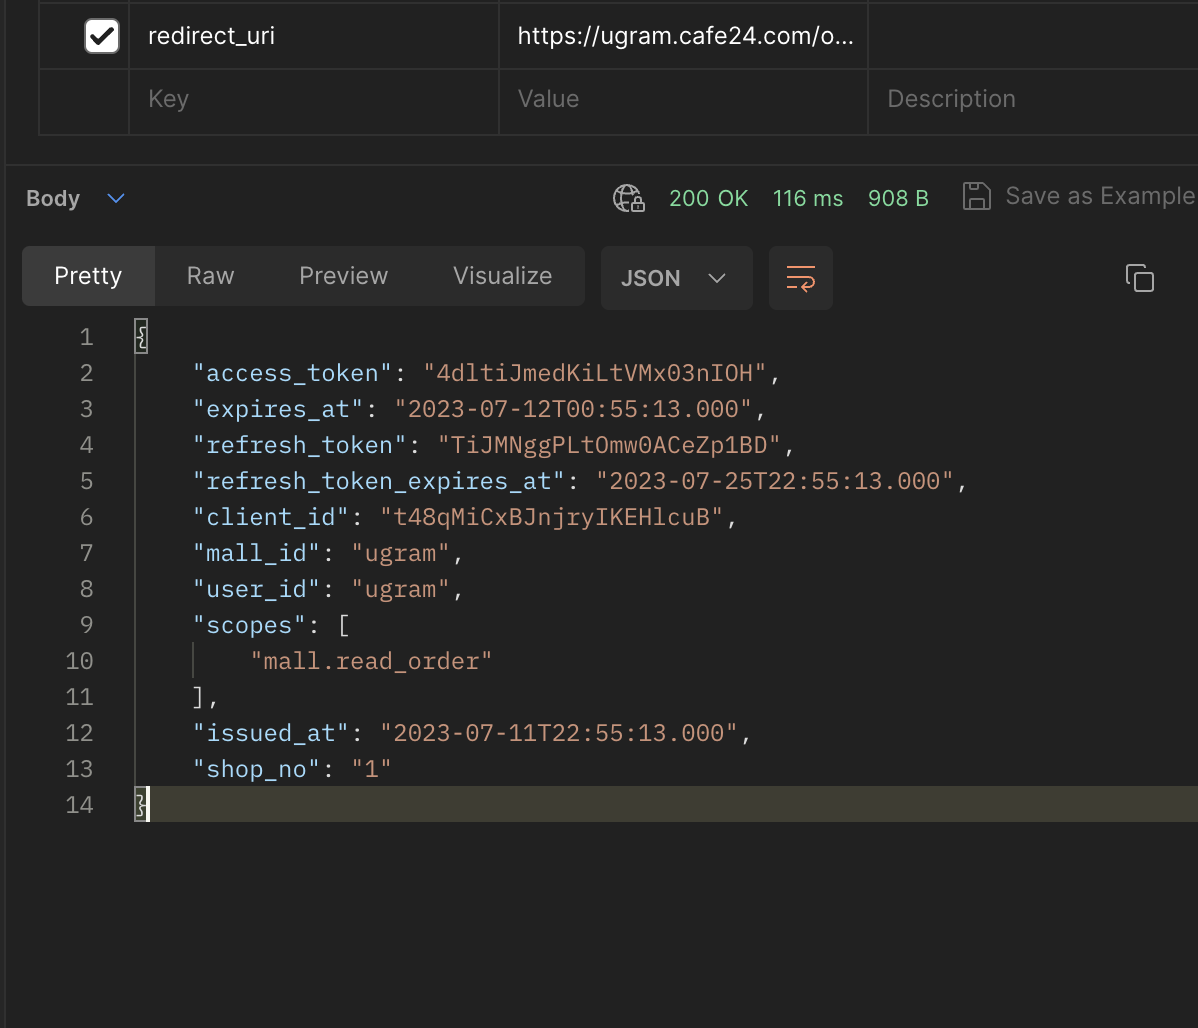 redirect_uri https://ugram.cafe24.com/o...
Key Value Description
Body 200 OK 116 ms 908 B Save as Example
Pretty Raw Preview Visualize JSON
1 {
2 "access_token": "4dltiJmedKiLtVMx03nIOH",
3 "expires_at": "2023-07-12T00:55:13.000",
4 "refresh_token": "TiJMNggPLtOmw0ACeZp1BD",
5 "refresh_token_expires_at": "2023-07-25T22:55:13.000",
6 "client_id": "t48qMiCxBJnjryIKEHlcuB",
7 "mall_id": "ugram",
8 "user_id": "ugram",
9 "scopes": [
10 "mall.read_order"
11 ],
12 "issued_at": "2023-07-11T22:55:13.000",
13 "shop_no": "1"
14 }